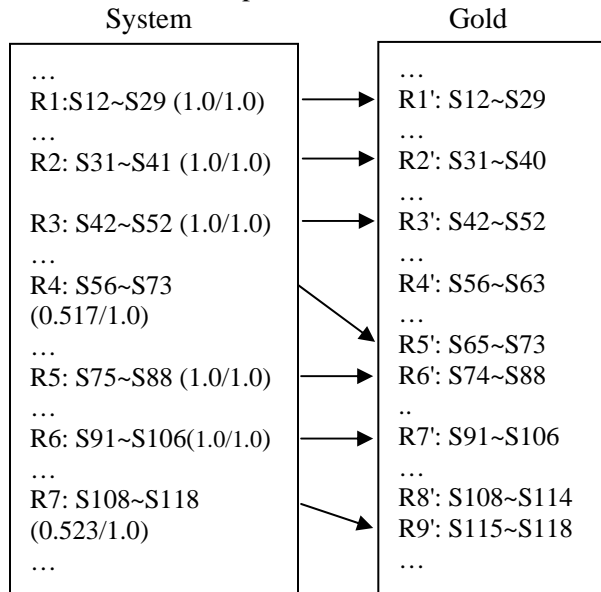 System
…
R1:S12~S29 (1.0/1.0)
…
R2: S31~S41 (1.0/1.0)
R3: S42~S52 (1.0/1.0)
…
R4: S56~S73
(0.517/1.0)
…
R5: S75~S88 (1.0/1.0)
…
R6: S91~S106(1.0/1.0)
…
R7: S108~S118
(0.523/1.0)
…
Gold
…
R1': S12~S29
…
R2': S31~S40
…
R3': S42~S52
…
R4': S56~S63
…
R5': S65~S73
R6': S74~S88
..
R7': S91~S106
…
R8': S108~S114
R9': S115~S118
…